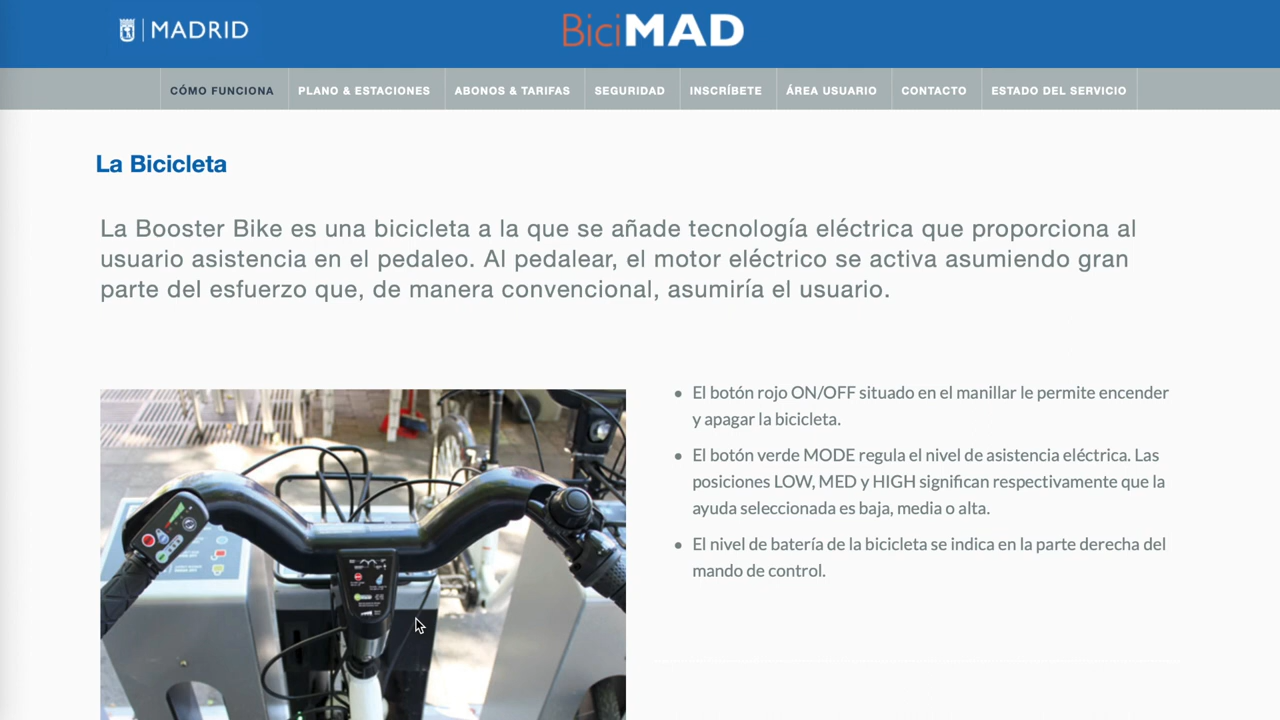 MADRID
BiciMAD
CÓMO FUNCIONA PLANO & ESTACIONES ABONOS & TARIFAS SEGURIDAD INSCRÍBETE ÁREA USUARIO CONTACTO ESTADO DEL SERVICIO
La Bicicleta
La Booster Bike es una bicicleta a la que se añade tecnología eléctrica que proporciona al
usuario asistencia en el pedaleo. Al pedalear, el motor eléctrico se activa asumiendo gran
parte del esfuerzo que, de manera convencional, asumiría el usuario.
El botón rojo ON/OFF situado en el manillar le permite encender
y apagar la bicicleta.
El botón verde MODE regula el nivel de asistencia eléctrica. Las
posiciones LOW, MED y HIGH significan respectivamente que la
ayuda seleccionada es baja, media o alta.
El nivel de batería de la bicicleta se indica en la parte derecha del
mando de control.